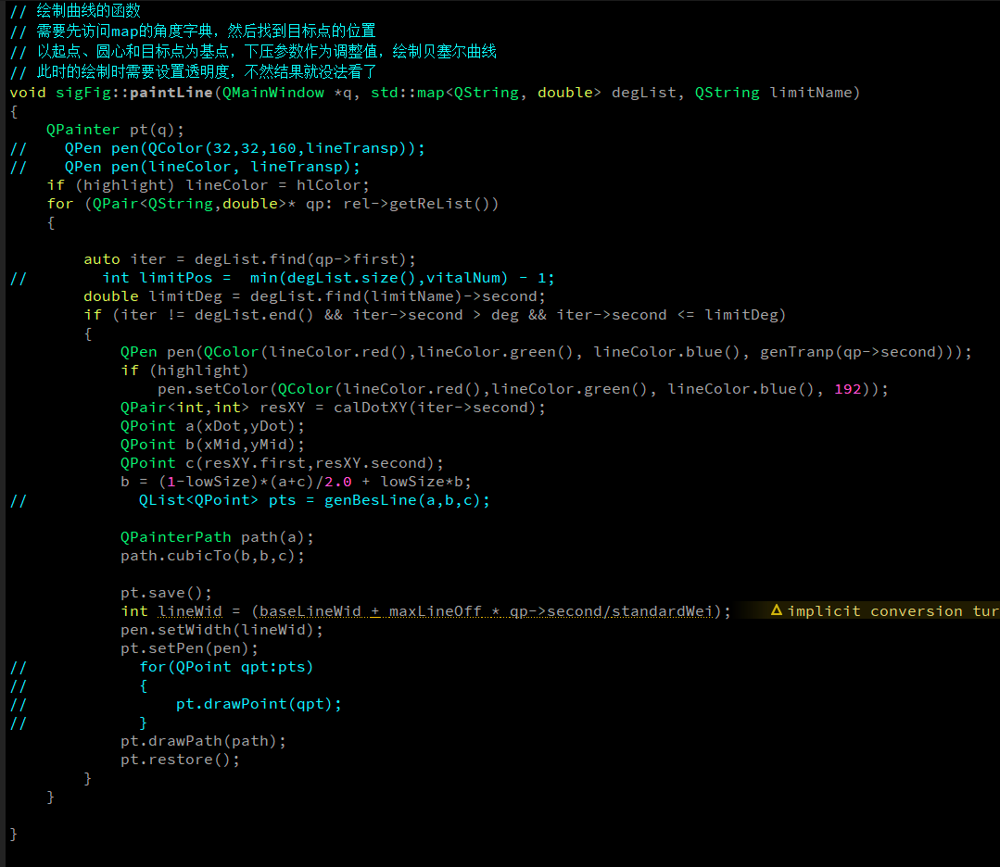 // 绘制曲线的函数
// 需要先访问map的角度字典，然后找到目标点的位置
// 以起点、圆心和目标点为基点，下压参数作为调整值，绘制贝塞尔曲线
// 此时的绘制时需要设置透明度，不然结果就没法看了
void sigFig::paintLine(QMainWindow *q, std::map<QString, double> degList, QString limitName)
{
    QPainter pt(q);
//    QPen pen(QColor(32,32,160,lineTransp));
//    QPen pen(lineColor, lineTransp);
    if (highlight) lineColor = hlColor;
    for (QPair<QString,double>* qp: rel->getReList())
    {
        auto iter = degList.find(qp->first);
//        int limitPos =  min(degList.size(),vitalNum) - 1;
        double limitDeg = degList.find(limitName)->second;
        if (iter != degList.end() && iter->second > deg && iter->second <= limitDeg)
        {
            QPen pen(QColor(lineColor.red(),lineColor.green(), lineColor.blue(), genTranp(qp->second)));
            if (highlight)
                pen.setColor(QColor(lineColor.red(),lineColor.green(), lineColor.blue(), 192));
            QPair<int,int> resXY = calDotXY(iter->second);
            QPoint a(xDot,yDot);
            QPoint b(xMid,yMid);
            QPoint c(resXY.first,resXY.second);
            b = (1-lowSize)*(a+c)/2.0 + lowSize*b;
//            QList<QPoint> pts = genBesLine(a,b,c);
            QPainterPath path(a);
            path.cubicTo(b,b,c);
            pt.save();
            int lineWid = (baseLineWid + maxLineOff * qp->second/standardWei); implicit conversion tur
            pen.setWidth(lineWid);
            pt.setPen(pen);
//            for(QPoint qpt:pts)
//            {
//                pt.drawPoint(qpt);
//            }
            pt.drawPath(path);
            pt.restore();
        }
    }
}